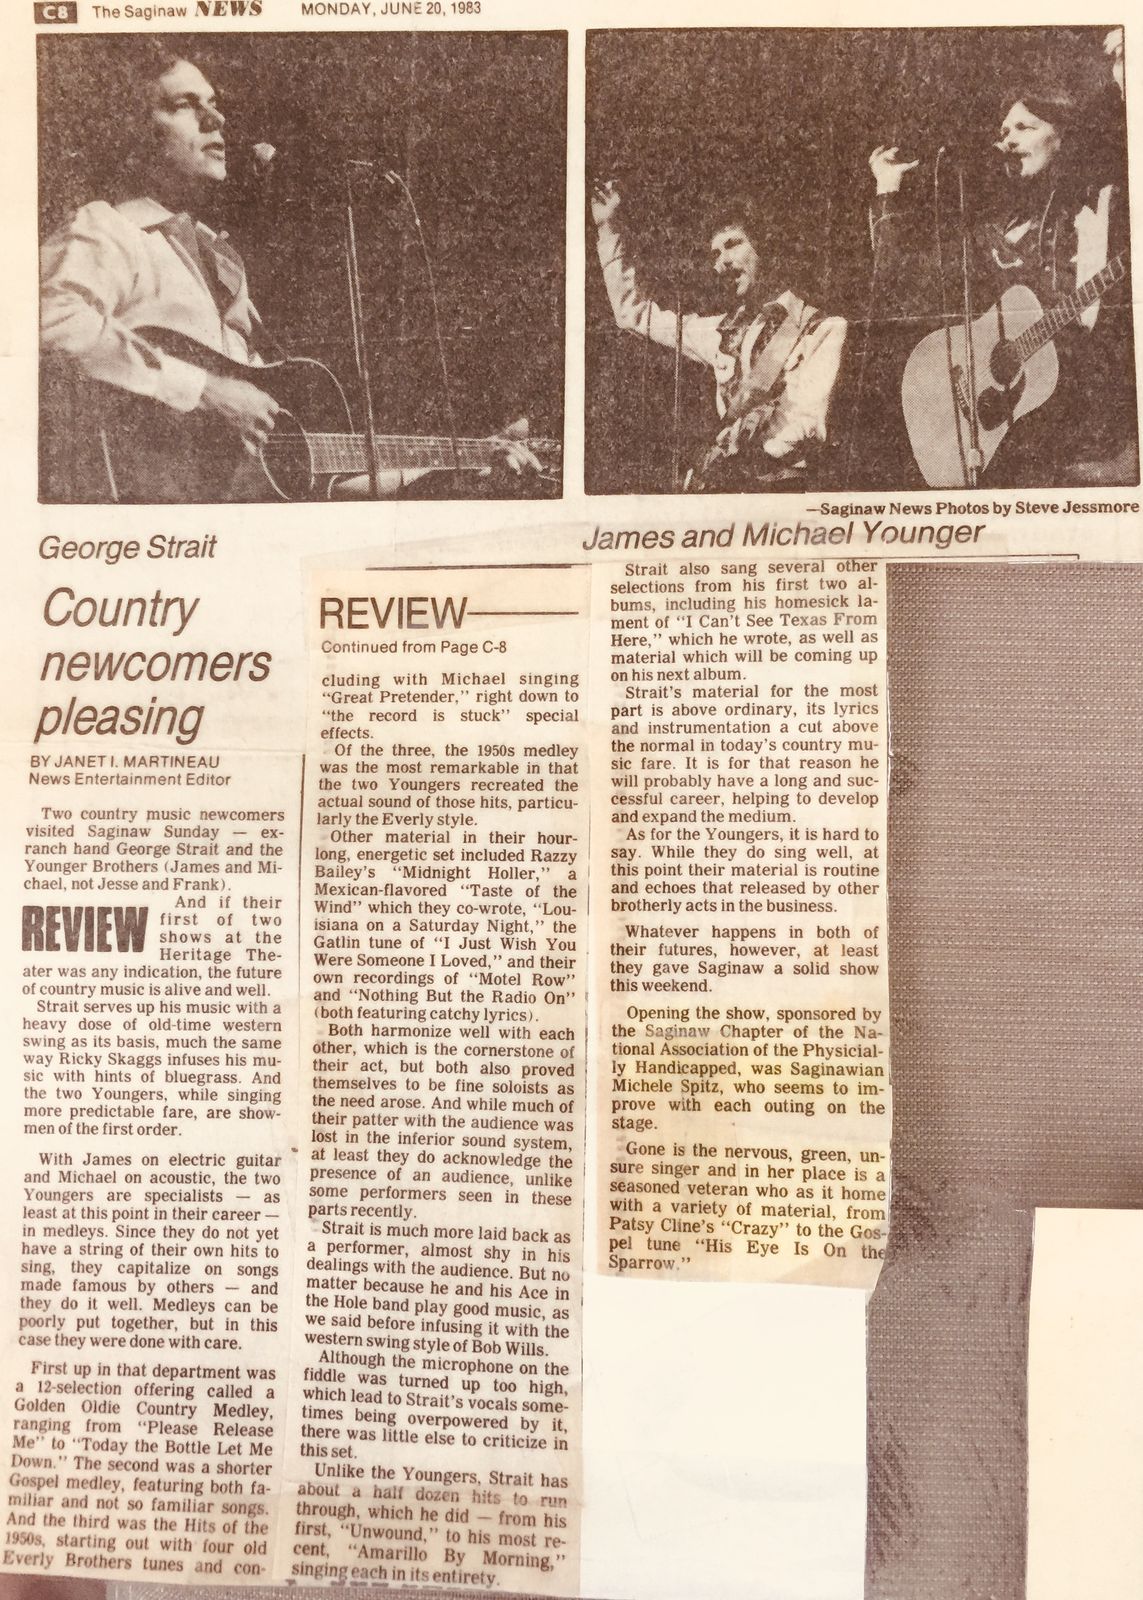 C8 The Saginaw NEWS MONDAY, JUNE 20, 1983
—Saginaw News Photos by Steve Jessmore
George Strait
James and Michael Younger
Country
newcomers
pleasing
BY JANET I. MARTINEAU
News Entertainment Editor
Two country music newcomers
visited Saginaw Sunday — ex-
ranch hand George Strait and the
Younger Brothers (James and Mi-
chael, not Jesse and Frank).
REVIEW
And if their
first of two
shows at the
Heritage The-
ater was any indication, the future
of country music is alive and well.
Strait serves up his music with a
heavy dose of old-time western
swing as its basis, much the same
way Ricky Skaggs infuses his mu-
sic with hints of bluegrass. And
the two Youngers, while singing
more predictable fare, are show-
men of the first order.
With James on electric guitar
and Michael on acoustic, the two
Youngers are specialists — as
least at this point in their career —
in medleys. Since they do not yet
have a string of their own hits to
sing, they capitalize on songs
made famous by others — and
they do it well. Medleys can be
poorly put together, but in this
case they were done with care.
First up in that department was
a 12-selection offering called a
Golden Oldie Country Medley,
ranging from "Please Release
Me" to "Today the Bottle Let Me
Down." The second was a shorter
Gospel medley, featuring both fa-
miliar and not so familiar songs.
And the third was the Hits of the
1950s, starting out with four old
Everly Brothers tunes and con-
REVIEW
Continued from Page C-8
cluding with Michael singing
"Great Pretender," right down to
"the record is stuck" special
effects.
Of the three, the 1950s medley
was the most remarkable in that
the two Youngers recreated the
actual sound of those hits, particu-
larly the Everly style.
Other material in their hour-
long, energetic set included Razzy
Bailey's "Midnight Holler," a
Mexican-flavored "Taste of the
Wind" which they co-wrote, "Lou-
isiana on a Saturday Night," the
Gatlin tune of "I Just Wish You
Were Someone I Loved," and their
own recordings of "Motel Row"
and "Nothing But the Radio On"
(both featuring catchy lyrics).
Both harmonize well with each
other, which is the cornerstone of
their act, but both also proved
themselves to be fine soloists as
the need arose. And while much of
their patter with the audience was
lost in the inferior sound system,
at least they do acknowledge the
presence of an audience, unlike
some performers seen in these
parts recently.
Strait is much more laid back as
a performer, almost shy in his
dealings with the audience. But no
matter because he and his Ace in
the Hole band play good music, as
we said before infusing it with the
western swing style of Bob Wills.
Although the microphone on the
fiddle was turned up too high,
which lead to Strait's vocals some-
times being overpowered by it,
there was little else to criticize in
this set.
Unlike the Youngers, Strait has
about a half dozen hits to run
through, which he did — from his
first, "Unwound," to his most re-
cent, "Amarillo By Morning,"
singing each in its entirety.
Strait also sang several other
selections from his first two al-
bums, including his homesick la-
ment of "I Can't See Texas From
Here," which he wrote, as well as
material which will be coming up
on his next album.
Strait's material for the most
part is above ordinary, its lyrics
and instrumentation a cut above
the normal in today's country mu-
sic fare. It is for that reason he
will probably have a long and suc-
cessful career, helping to develop
and expand the medium.
As for the Youngers, it is hard to
say. While they do sing well, at
this point their material is routine
and echoes that released by other
brotherly acts in the business.
Whatever happens in both of
their futures, however, at least
they gave Saginaw a solid show
this weekend.
Opening the show, sponsored by
the Saginaw Chapter of the Na-
tional Association of the Physicial-
ly Handicapped, was Saginawian
Michele Spitz, who seems to im-
prove with each outing on the
stage.
Gone is the nervous, green, un-
sure singer and in her place is a
seasoned veteran who as it home
with a variety of material, from
Patsy Cline's "Crazy" to the Gos-
pel tune "His Eye Is On the
Sparrow."